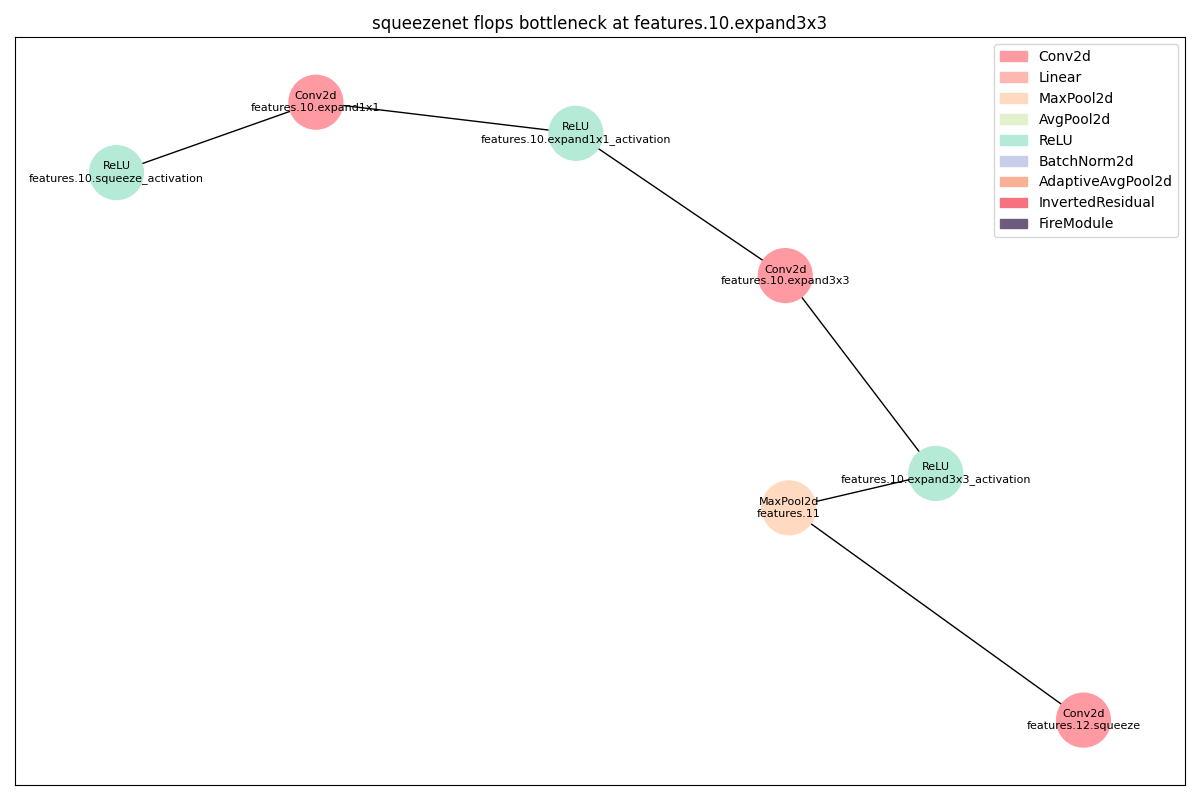 squeezenet flops bottleneck at features.10.expand3x3
Conv2d
Linear
MaxPool2d
AvgPool2d
ReLU
BatchNorm2d
AdaptiveAvgPool2d
InvertedResidual
FireModule
Conv2d
features.10.expand1x1
ReLU
features.10.expand1x1_activation
ReLU
features.10.squeeze_activation
Conv2d
features.10.expand3x3
ReLU
features.10.expand3x3_activation
MaxPool2d
features.11
Conv2d
features.12.squeeze